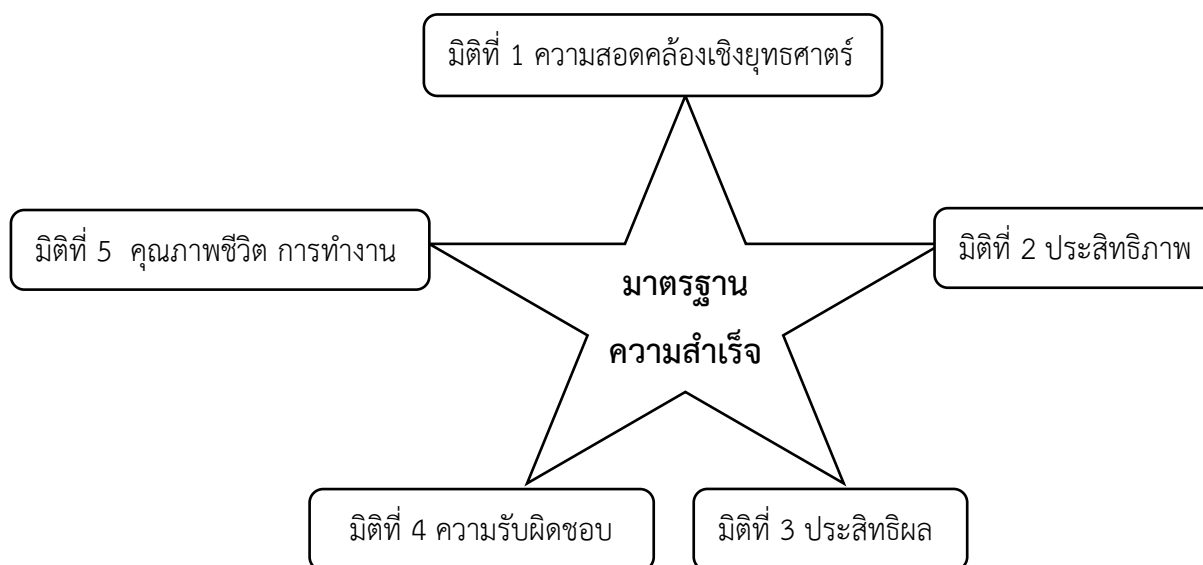 มิติที่ 1 ความสอดคล้องเชิงยุทธศาตร์
มิติที่ 5  คุณภาพชีวิต การทำงาน
มิติที่ 2 ประสิทธิภาพ
มาตรฐาน
ความสำเร็จ
มิติที่ 4 ความรับผิดชอบ
มิติที่ 3 ประสิทธิผล